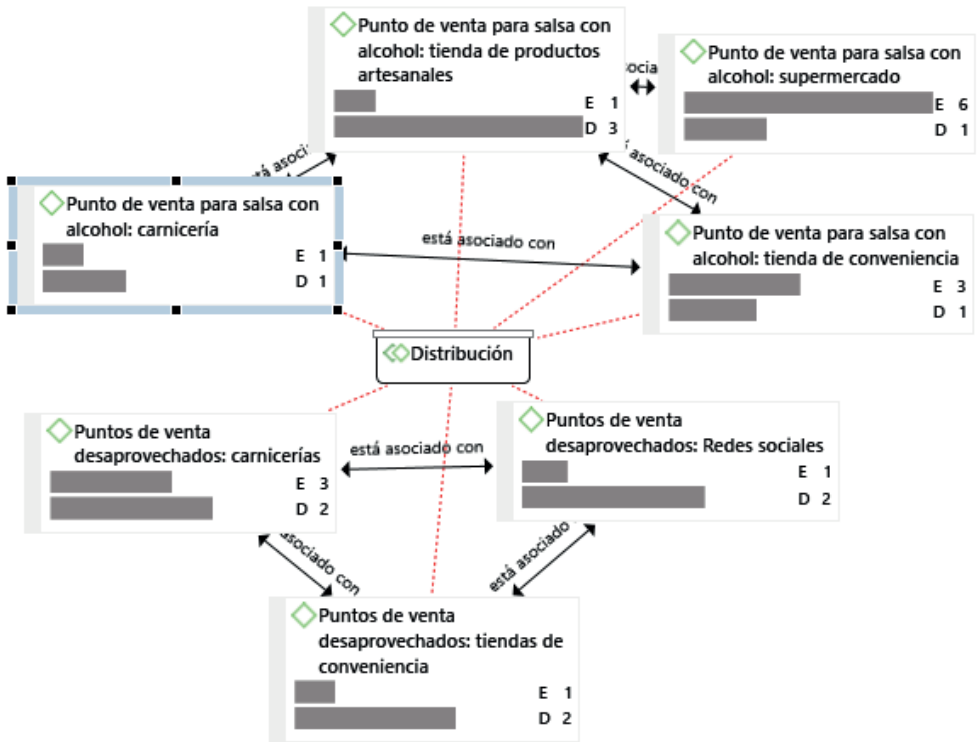 Punto de venta para salsa con
alcohol: tienda de productos
artesanales
E 1
D 3
Punto de venta para salsa con
alcohol: supermercado
E 6
D 1
está asociado con
Punto de venta para salsa con
alcohol: carnicería
E 1
D 1
está asociado con
Punto de venta para salsa con
alcohol: tienda de conveniencia
E 3
D 1
Distribución
Puntos de venta
desaprovechados: carnicerías
E 3
D 2
está asociado con
Puntos de venta
desaprovechados: Redes sociales
E 1
D 2
asociado con
está asociado
Puntos de venta
desaprovechados: tiendas de
conveniencia
E 1
D 2